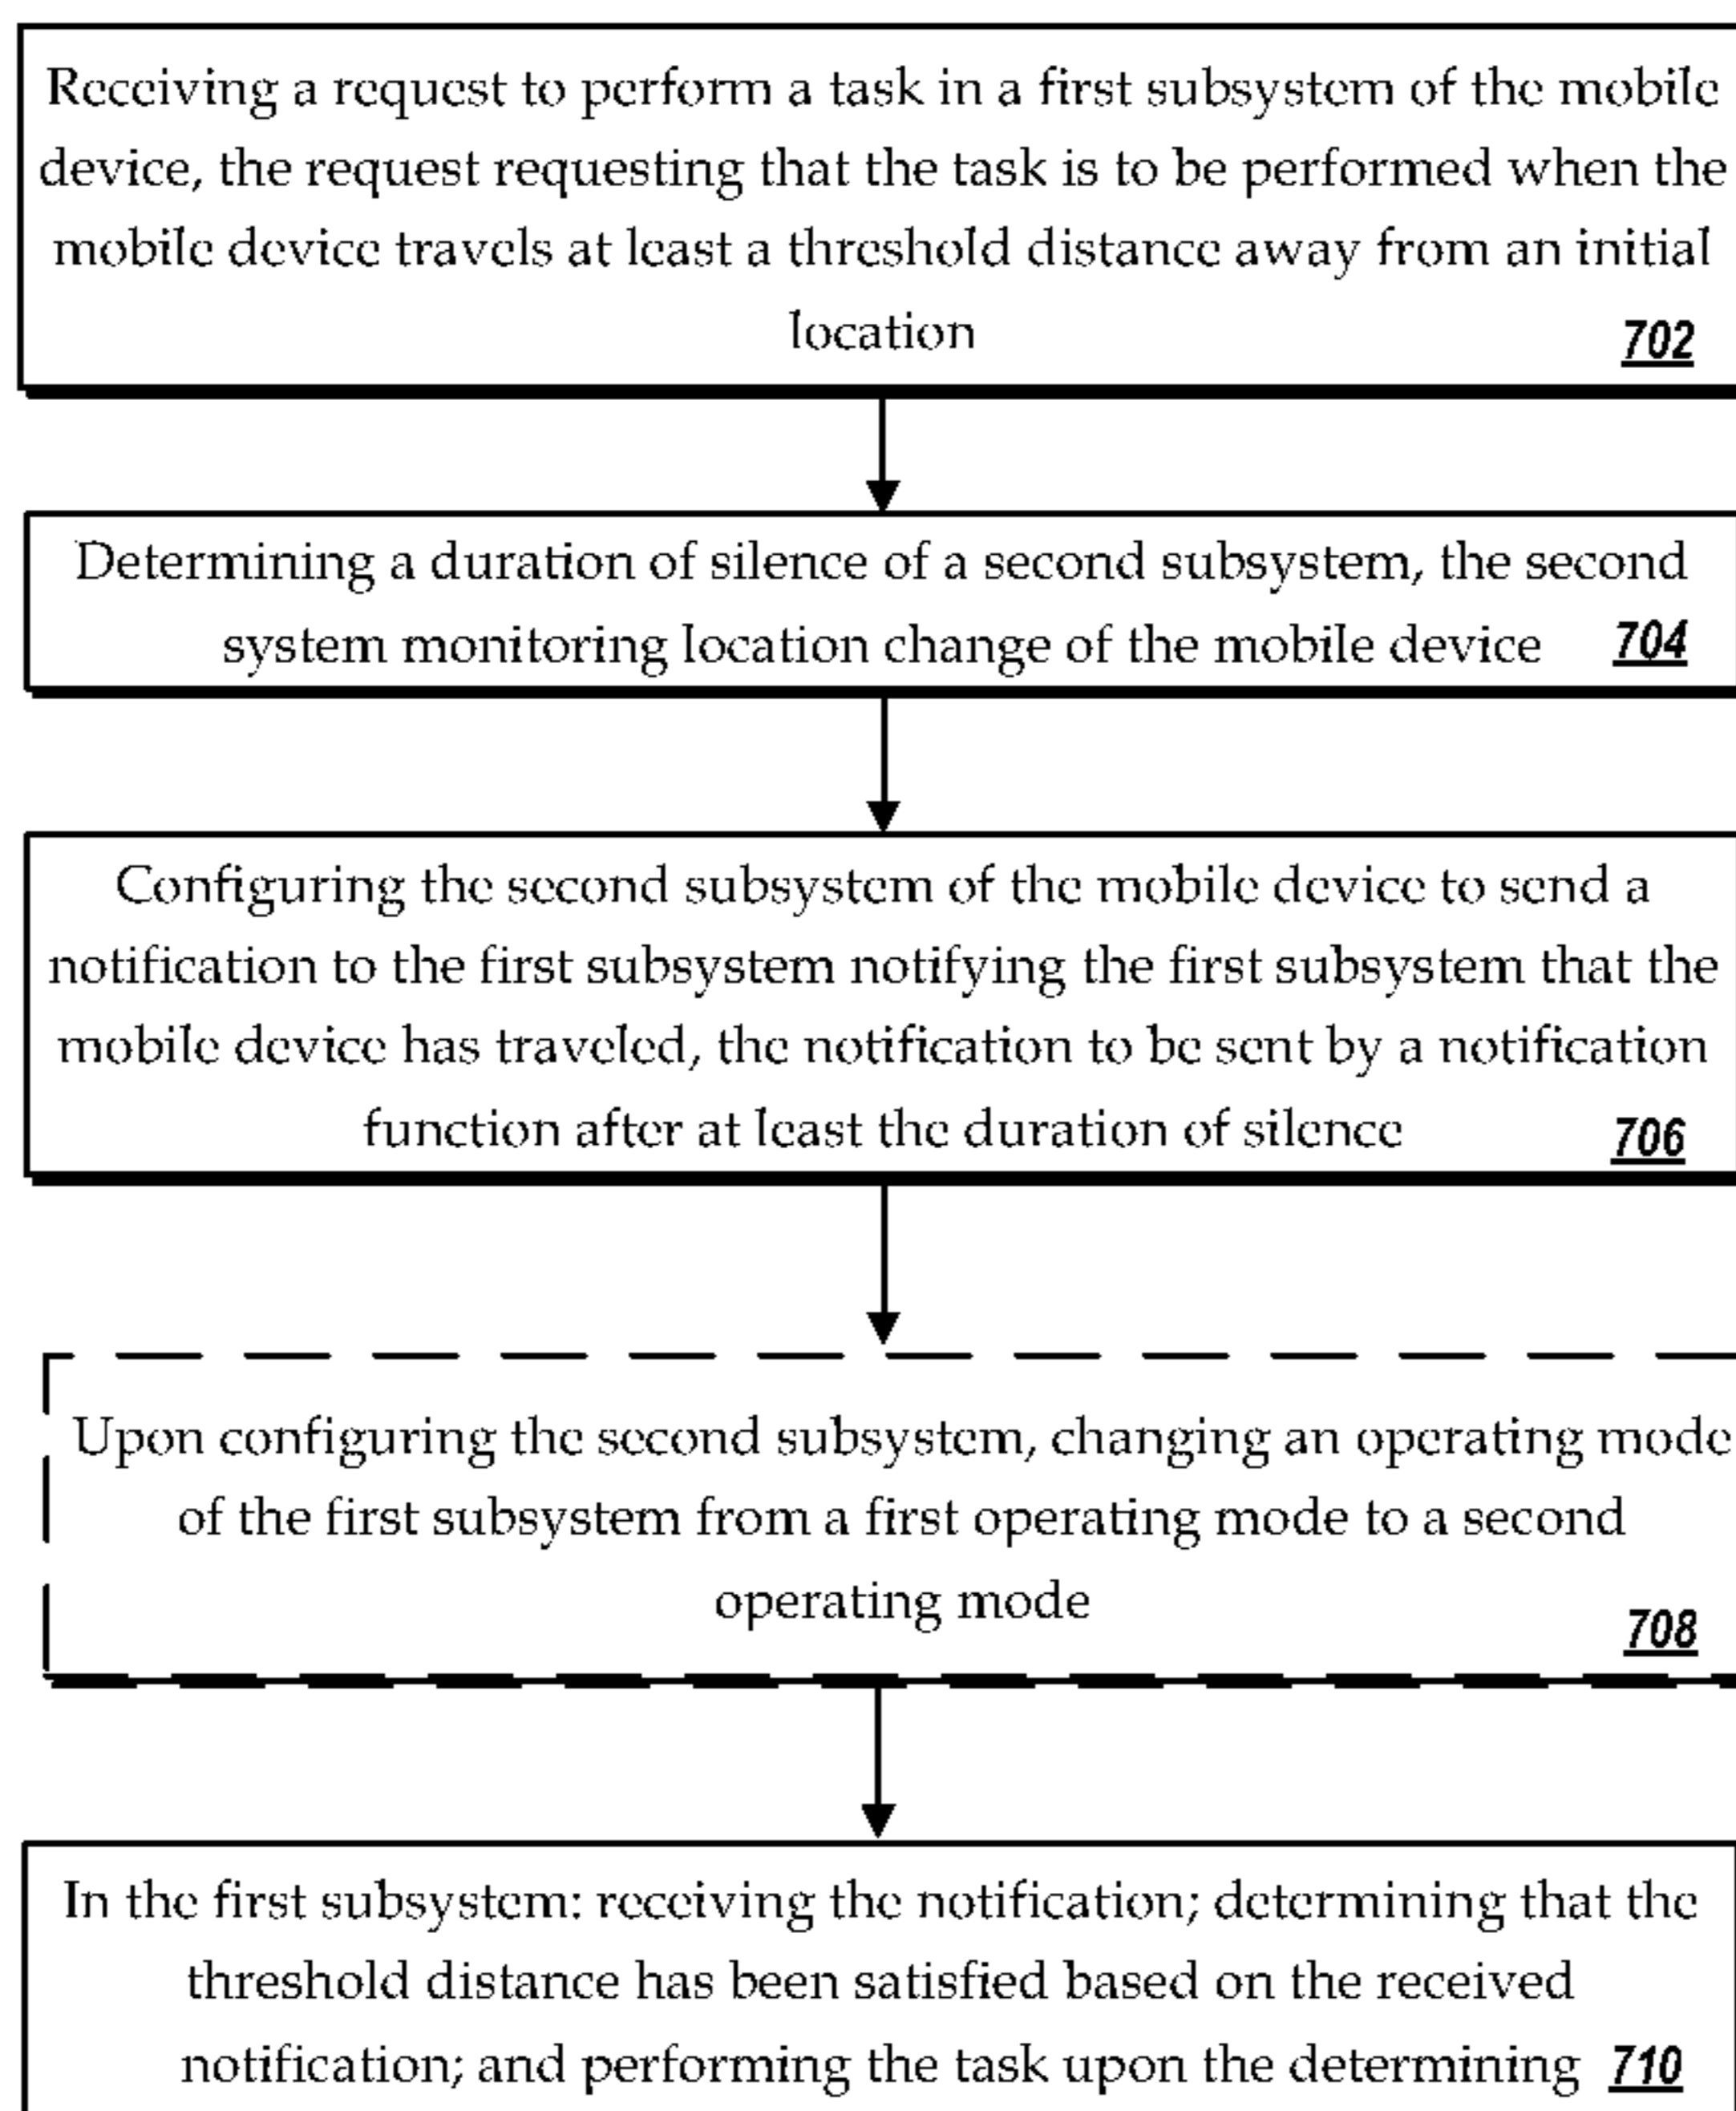 Receiving a request to perform a task in a first subsystem of the mobile
device, the request requesting that the task is to be performed when the
mobile device travels at least a threshold distance away from an initial
location 702
Determining a duration of silence of a second subsystem, the second
system monitoring location change of the mobile device 704
Configuring the second subsystem of the mobile device to send a
notification to the first subsystem notifying the first subsystem that the
mobile device has traveled, the notification to be sent by a notification
function after at least the duration of silence 706
Upon configuring the second subsystem, changing an operating mode
of the first subsystem from a first operating mode to a second
operating mode 708
In the first subsystem: receiving the notification; determining that the
threshold distance has been satisfied based on the received
notification; and performing the task upon the determining 710